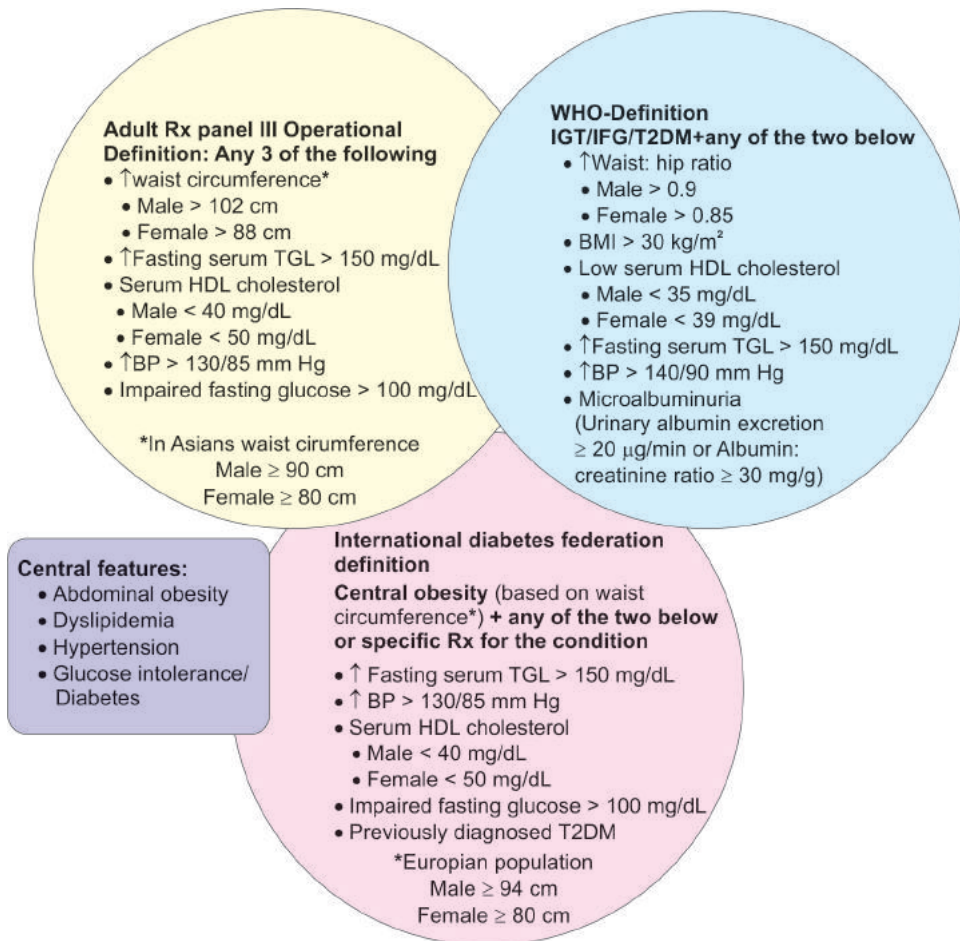 Adult Rx panel III Operational
Definition: Any 3 of the following
• ↑waist circumference*
• Male > 102 cm
• Female > 88 cm
• ↑Fasting serum TGL > 150 mg/dL
• Serum HDL cholesterol
• Male < 40 mg/dL
• Female < 50 mg/dL
• ↑BP > 130/85 mm Hg
• Impaired fasting glucose > 100 mg/dL
*In Asians waist cirumference
Male ≥ 90 cm
Female ≥ 80 cm
WHO-Definition
IGT/IFG/T2DM+any of the two below
• ↑Waist: hip ratio
• Male > 0.9
• Female > 0.85
• BMI > 30 kg/m²
• Low serum HDL cholesterol
• Male < 35 mg/dL
• Female < 39 mg/dL
• ↑Fasting serum TGL > 150 mg/dL
• ↑BP > 140/90 mm Hg
• Microalbuminuria
(Urinary albumin excretion
≥ 20 μg/min or Albumin:
creatinine ratio ≥ 30 mg/g)
Central features:
• Abdominal obesity
• Dyslipidemia
• Hypertension
• Glucose intolerance/
Diabetes
International diabetes federation
definition
Central obesity (based on waist
circumference*) + any of the two below
or specific Rx for the condition
• ↑ Fasting serum TGL > 150 mg/dL
• ↑ BP > 130/85 mm Hg
• Serum HDL cholesterol
• Male < 40 mg/dL
• Female < 50 mg/dL
• Impaired fasting glucose > 100 mg/dL
• Previously diagnosed T2DM
*Europian population
Male ≥ 94 cm
Female ≥ 80 cm